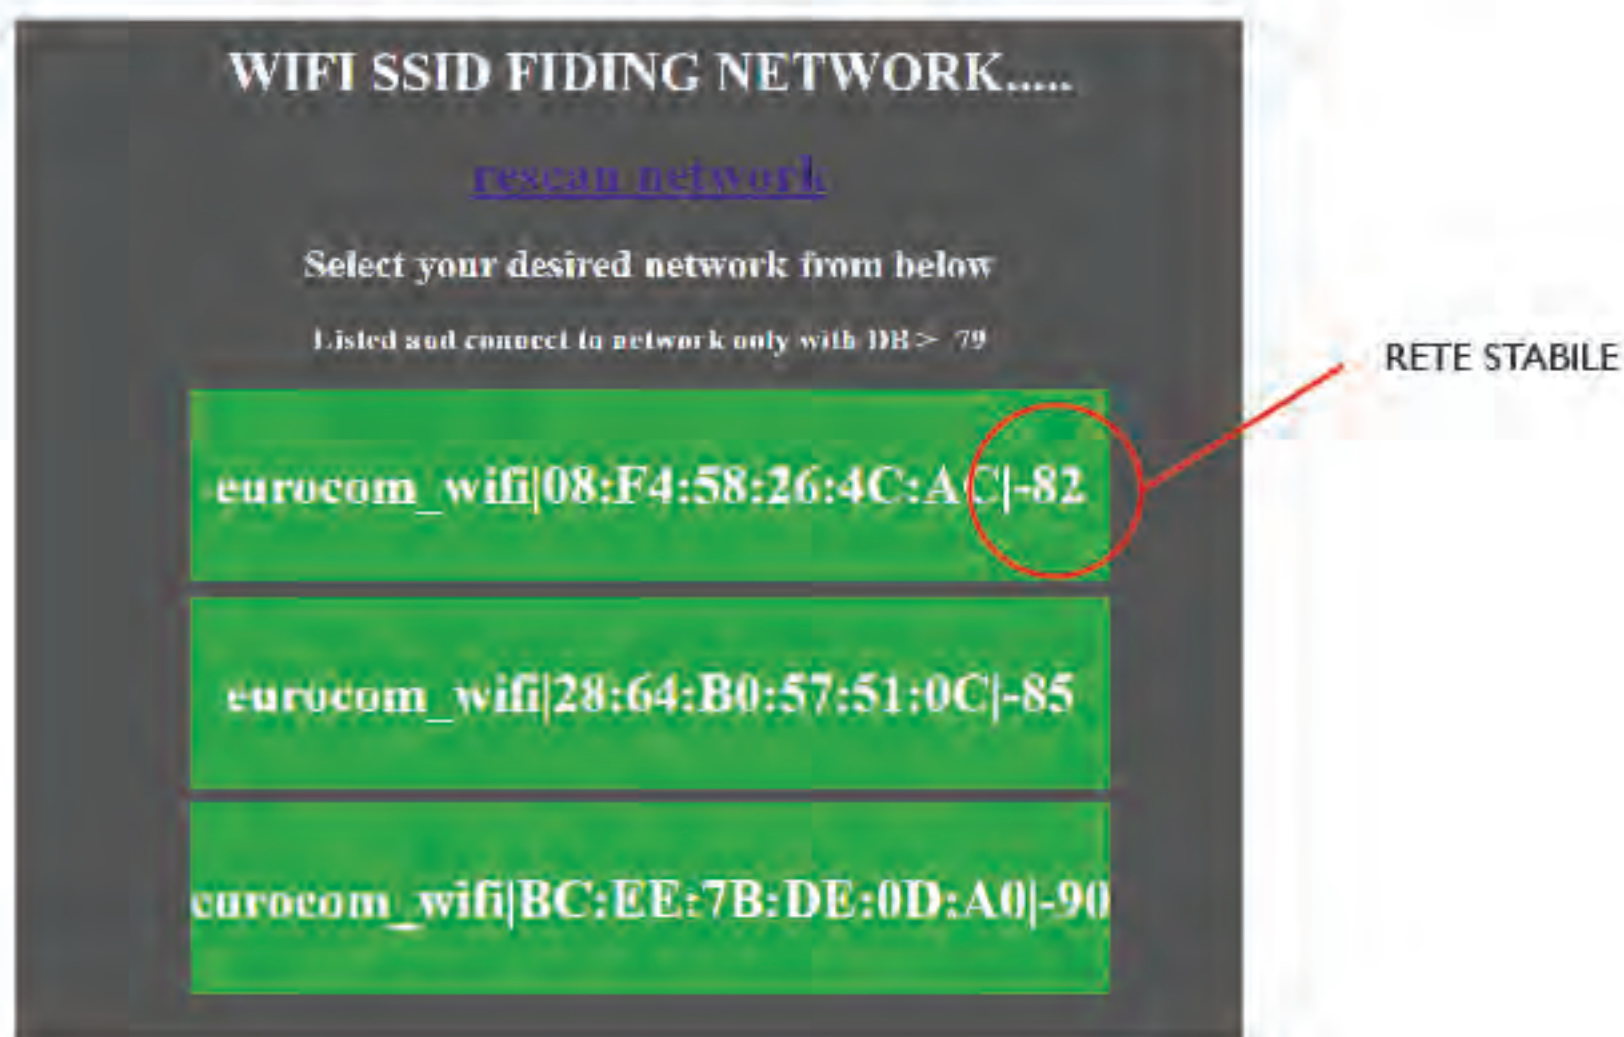 WIFI SSID FIDING NETWORK.....
rescan network
Select your desired network from below
Listed and connect to network only with DB > -79
RETE STABILE
eurocom_wifi|08:F4:58:26:4C:AC|-82
eurocom_wifi|28:64:B0:57:51:0C|-85
eurocom_wifi|BC:EE:7B:DE:0D:A0|-90